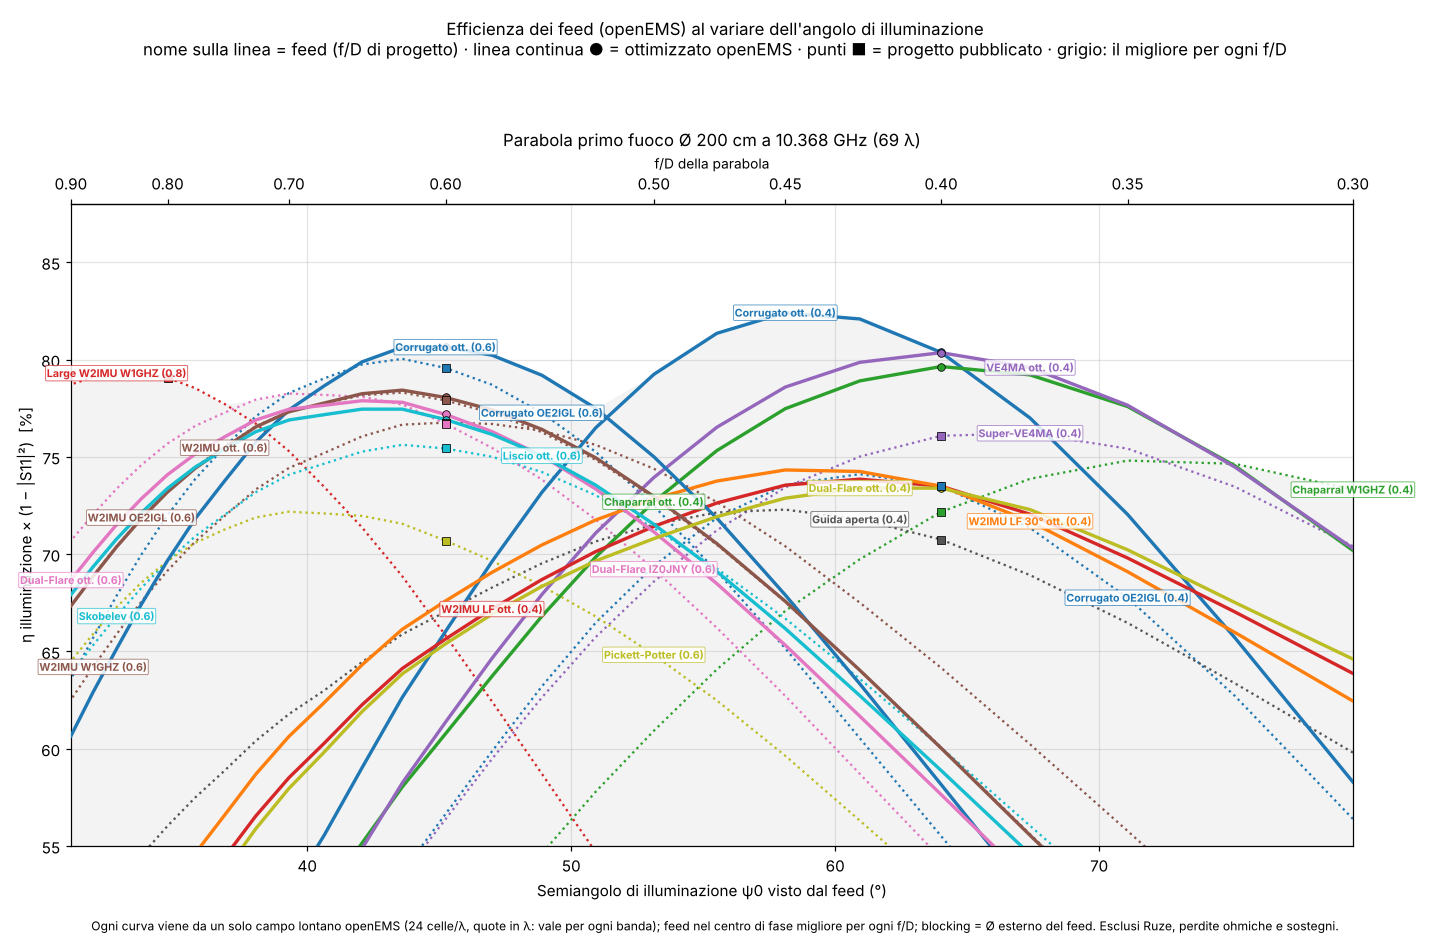 Efficienza dei feed (openEMS) al variare dell'angolo di illuminazione
nome sulla linea = feed (f/D di progetto) · linea continua ● = ottimizzato openEMS · punti ■ = progetto pubblicato · grigio: il migliore per ogni f/D
Parabola primo fuoco Ø 200 cm a 10.368 GHz (69 λ)
f/D della parabola
0.90 0.80 0.70 0.60 0.50 0.45 0.40 0.35 0.30
85
Corrugato ott. (0.4)
Corrugato ott. (0.6)
80
VE4MA ott. (0.4)
Large W2IMU W1GHZ (0.8)
Corrugato OE2IGL (0.6)
Super-VE4MA (0.4)
W2IMU ott. (0.6)
Liscio ott. (0.6)
75
Dual-Flare ott. (0.4)
Chaparral W1GHZ (0.4)
Chaparral ott. (0.4)
W2IMU OE2IGL (0.6)
Guida aperta (0.4)
W2IMU LF 30° ott. (0.4)
70
Dual-Flare IZ0JNY (0.6)
Dual-Flare ott. (0.6)
Corrugato OE2IGL (0.4)
W2IMU LF ott. (0.4)
Skobelev (0.6)
65
Pickett-Potter (0.6)
W2IMU W1GHZ (0.6)
60
55
η illuminazione × (1 − |S11|²) [%]
40 50 60 70
Semiangolo di illuminazione ψ0 visto dal feed (°)
Ogni curva viene da un solo campo lontano openEMS (24 celle/λ, quote in λ: vale per ogni banda); feed nel centro di fase migliore per ogni f/D; blocking = Ø esterno del feed. Esclusi Ruze, perdite ohmiche e sostegni.